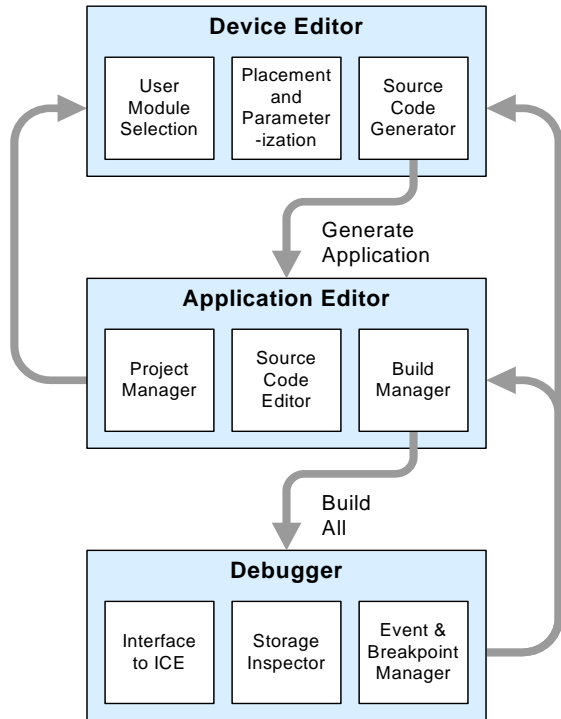 Device Editor
User
Module
Selection
Placement
and
Parameter
-ization
Source
Code
Generator
Generate
Application
Application Editor
Project
Manager
Source
Code
Editor
Build
Manager
Build
All
Debugger
Interface
to ICE
Storage
Inspector
Event &
Breakpoint
Manager